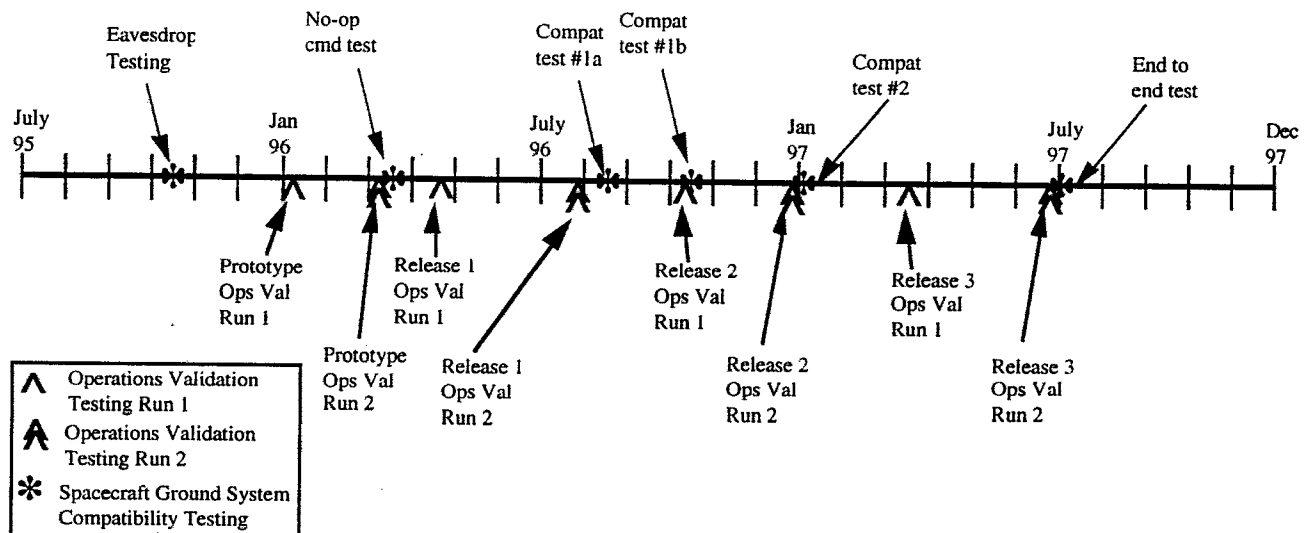 Eavesdrop
Testing
No-op
cmd test
Compat
test #1a
Compat
test #1b
Compat
test #2
End to
end test
July
95
Jan
96
July
96
Jan
97
July
97
Dec
97
Prototype
Ops Val
Run 1
Prototype
Ops Val
Run 2
Release 1
Ops Val
Run 1
Release 1
Ops Val
Run 2
Release 2
Ops Val
Run 1
Release 2
Ops Val
Run 2
Release 3
Ops Val
Run 1
Release 3
Ops Val
Run 2
Operations Validation
Testing Run 1
Operations Validation
Testing Run 2
Spacecraft Ground System
Compatibility Testing